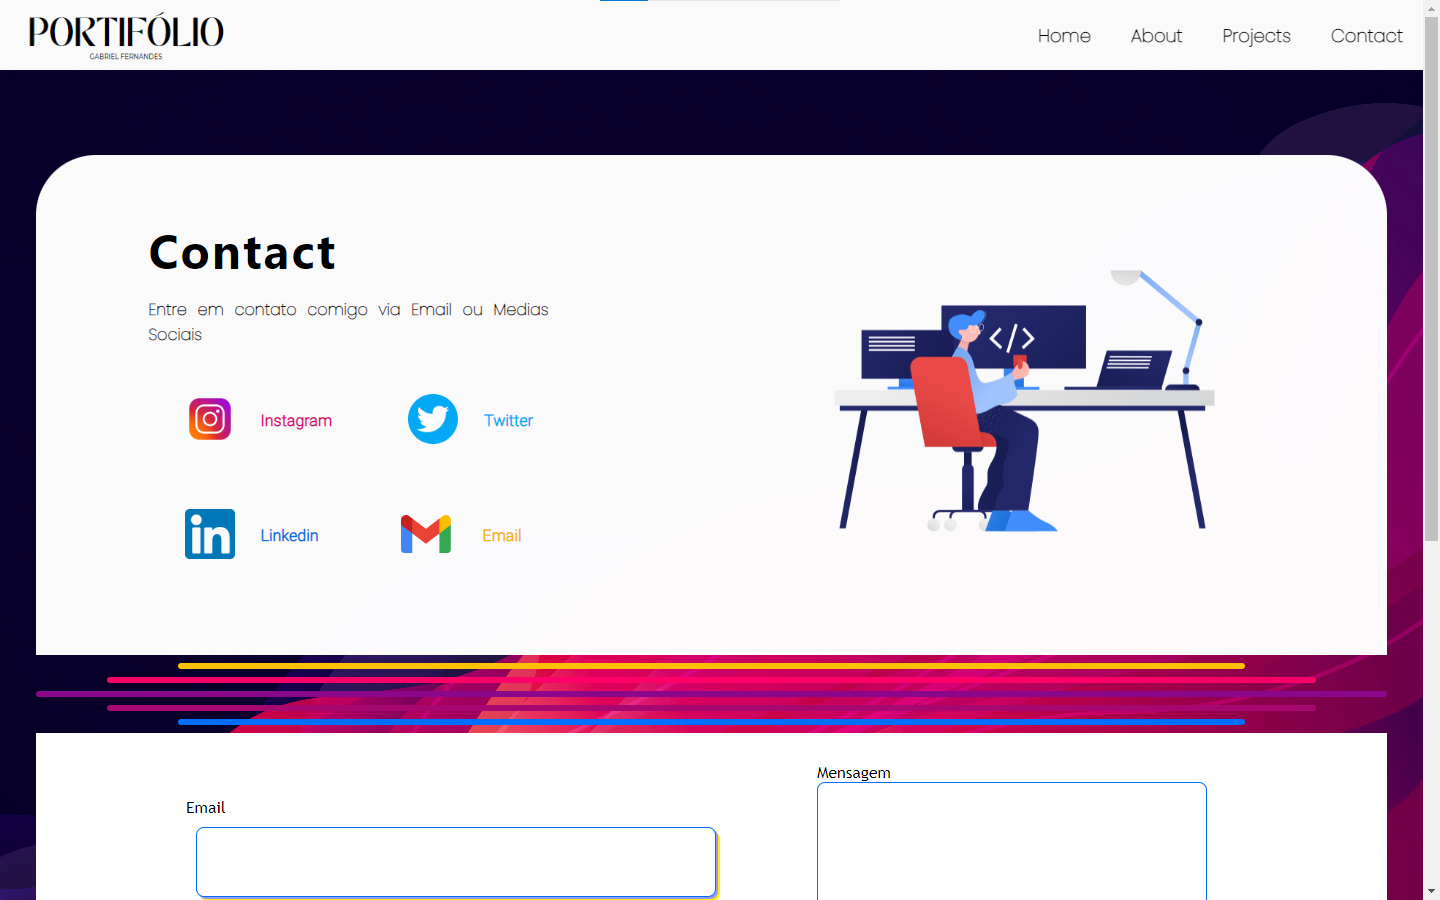 PORTIFÓLIO
GABRIEL FERNANDES
Home About Projects Contact
Contact
Entre em contato comigo via Email ou Medias
Sociais
Instagram Twitter
in Linkedin Email
</>
Mensagem
Email